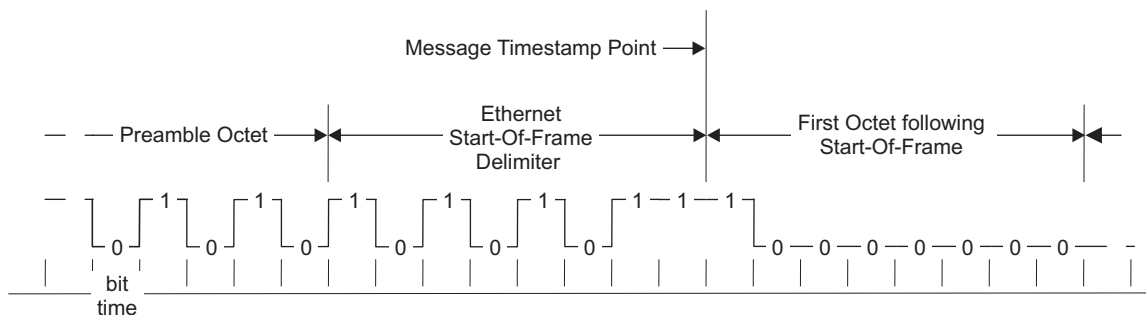 Message Timestamp Point
Preamble Octet
Ethernet
Start-Of-Frame
Delimiter
First Octet following
Start-Of-Frame
0 1 0 1 0 1 0 1 0 1 0 1 1 1 0 0 0 0 0 0 0
bit
time